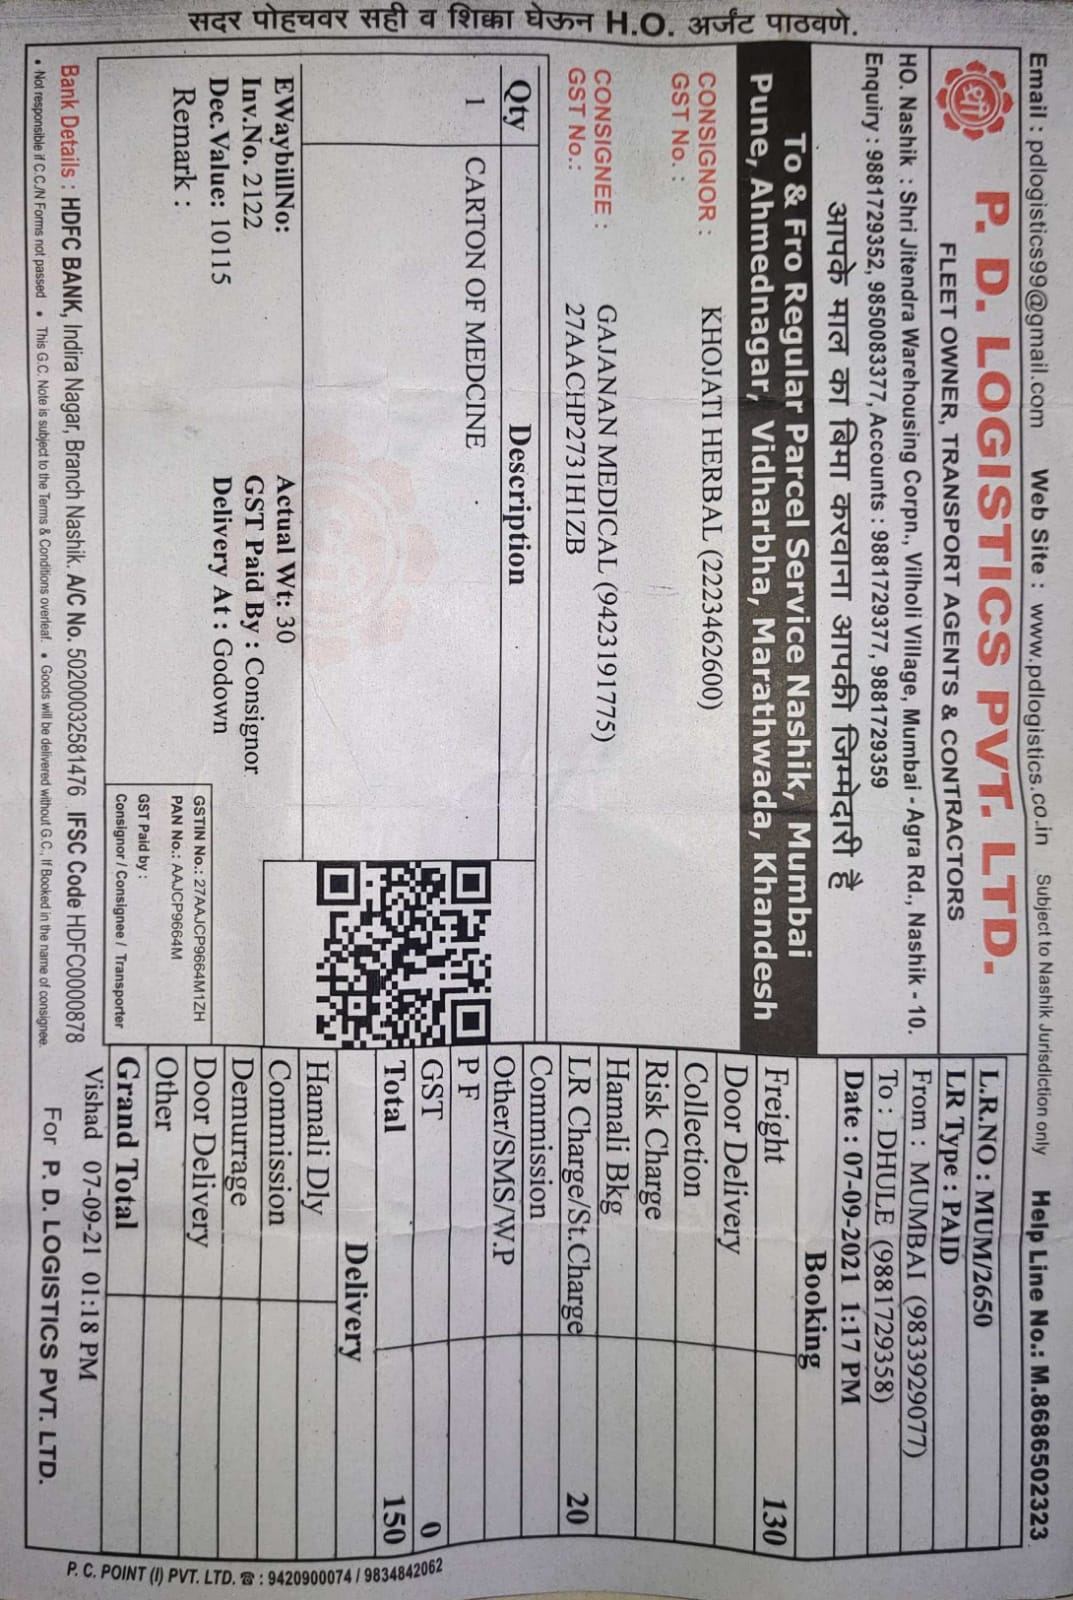 सदर पोहचवर सही व शिक्का घेऊन H.O. अर्जंट पाठवणे.
Email : pdlogistics99@gmail.com Web Site : www.pdlogistics.co.in Subject to Nashik Jurisdiction only Help Line No.: M.8686502323
श्री
P. D. LOGISTICS PVT. LTD.
FLEET OWNER, TRANSPORT AGENTS & CONTRACTORS
HO. Nashik : Shri Jitendra Warehousing Corpn., Vilholi Village, Mumbai - Agra Rd., Nashik - 10.
Enquiry : 9881729352, 9850083377, Accounts : 9881729377, 9881729359
आपके माल का बिमा करवाना आपकी जिम्मेदारी है
To & Fro Regular Parcel Service Nashik, Mumbai
Pune, Ahmednagar, Vidharbha, Marathwada, Khandesh
L.R.NO : MUM/2650
LR Type : PAID
From : MUMBAI (9833929077)
To : DHULE (9881729358)
Date : 07-09-2021 1:17 PM
CONSIGNOR : KHOJATI HERBAL (2223462600)
GST No. :
CONSIGNEE : GAJANAN MEDICAL (9423191775)
GST No.: 27AACHP2731H1ZB
Qty Description
1 CARTON OF MEDCINE
EWaybillNo: Actual Wt: 30
Inv.No. 2122 GST Paid By : Consignor
Dec.Value: 10115 Delivery At : Godown
Remark :
GSTIN No.: 27AAJCP9664M1ZH
PAN No.: AAJCP9664M
GST Paid by :
Consignor / Consignee / Transporter
Booking
Freight 130
Door Delivery
Collection
Risk Charge
Hamali Bkg
LR Charge/St.Charge 20
Commission
Other/SMS/W.P
P F
GST 0
Total 150
Delivery
Hamali Dly
Commission
Demurrage
Door Delivery
Other
Grand Total
Vishad 07-09-21 01:18 PM
Bank Details : HDFC BANK, Indira Nagar, Branch Nashik. A/C No. 50200032581476 IFSC Code HDFC0000878
• Not responsible if C.C./N Forms not passed • This G.C. Note is subject to the Terms & Conditions overleaf. • Goods will be delivered without G.C., If Booked in the name of consignee.
For P. D. LOGISTICS PVT. LTD.
P. C. POINT (I) PVT. LTD. ☎ : 9420900074 / 9834842062